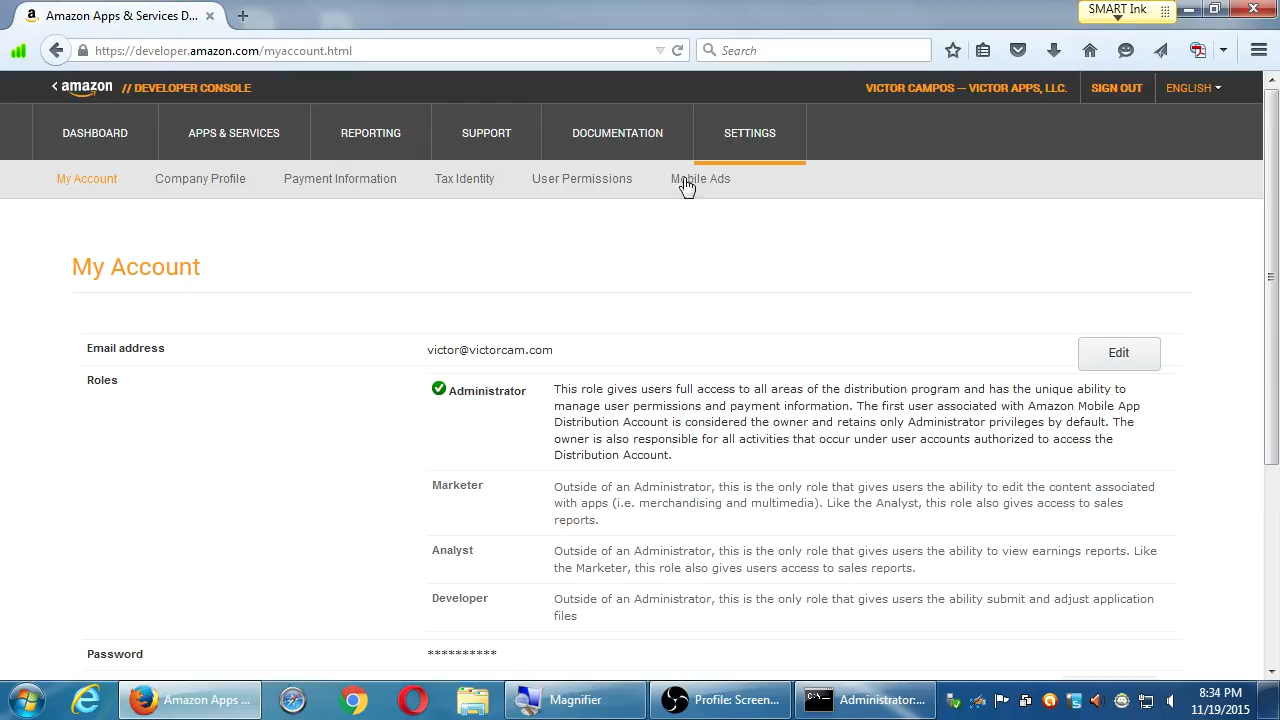 Amazon Apps & Services D...
SMART Ink
https://developer.amazon.com/myaccount.html
Search
amazon // DEVELOPER CONSOLE
VICTOR CAMPOS — VICTOR APPS, LLC.
SIGN OUT
ENGLISH
DASHBOARD
APPS & SERVICES
REPORTING
SUPPORT
DOCUMENTATION
SETTINGS
My Account
Company Profile
Payment Information
Tax Identity
User Permissions
Mobile Ads
My Account
Email address
victor@victorcam.com
Edit
Roles
Administrator
This role gives users full access to all areas of the distribution program and has the unique ability to
manage user permissions and payment information. The first user associated with Amazon Mobile App
Distribution Account is considered the owner and retains only Administrator privileges by default. The
owner is also responsible for all activities that occur under user accounts authorized to access the
Distribution Account.
Marketer
Outside of an Administrator, this is the only role that gives users the ability to edit the content associated
with apps (i.e. merchandising and multimedia). Like the Analyst, this role also gives access to sales
reports.
Analyst
Outside of an Administrator, this is the only role that gives users the ability to view earnings reports. Like
the Marketer, this role also gives users access to sales reports.
Developer
Outside of an Administrator, this is the only role that gives users the ability submit and adjust application
files
Password
**********
Amazon Apps ...
Magnifier
Profile: Screen...
Administrator:...
8:34 PM
11/19/2015